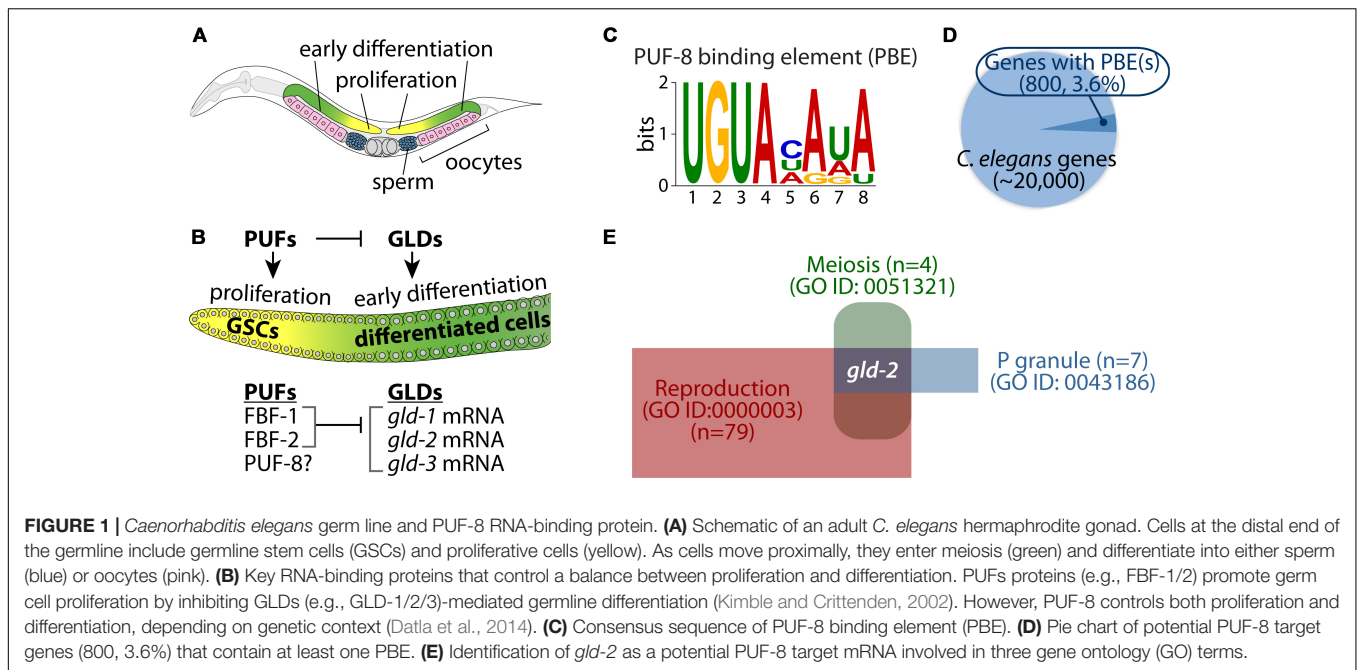 A
early differentiation
proliferation
oocytes
sperm
B
PUFs
GLDs
proliferation
early differentiation
GSCs
differentiated cells
PUFs
GLDs
FBF-1
gld-1 mRNA
FBF-2
gld-2 mRNA
PUF-8?
gld-3 mRNA
C
PUF-8 binding element (PBE)
bits
2
1
0
UGUACAUA
UA
AGGU
1 2 3 4 5 6 7 8
D
Genes with PBE(s)
(800, 3.6%)
C. elegans genes
(~20,000)
E
Meiosis (n=4)
(GO ID: 0051321)
gld-2
P granule (n=7)
(GO ID: 0043186)
Reproduction
(GO ID:0000003)
(n=79)
FIGURE 1 | Caenorhabditis elegans germ line and PUF-8 RNA-binding protein. (A) Schematic of an adult C. elegans hermaphrodite gonad. Cells at the distal end of
the germline include germline stem cells (GSCs) and proliferative cells (yellow). As cells move proximally, they enter meiosis (green) and differentiate into either sperm
(blue) or oocytes (pink). (B) Key RNA-binding proteins that control a balance between proliferation and differentiation. PUFs proteins (e.g., FBF-1/2) promote germ
cell proliferation by inhibiting GLDs (e.g., GLD-1/2/3)-mediated germline differentiation (Kimble and Crittenden, 2002). However, PUF-8 controls both proliferation and
differentiation, depending on genetic context (Datla et al., 2014). (C) Consensus sequence of PUF-8 binding element (PBE). (D) Pie chart of potential PUF-8 target
genes (800, 3.6%) that contain at least one PBE. (E) Identification of gld-2 as a potential PUF-8 target mRNA involved in three gene ontology (GO) terms.